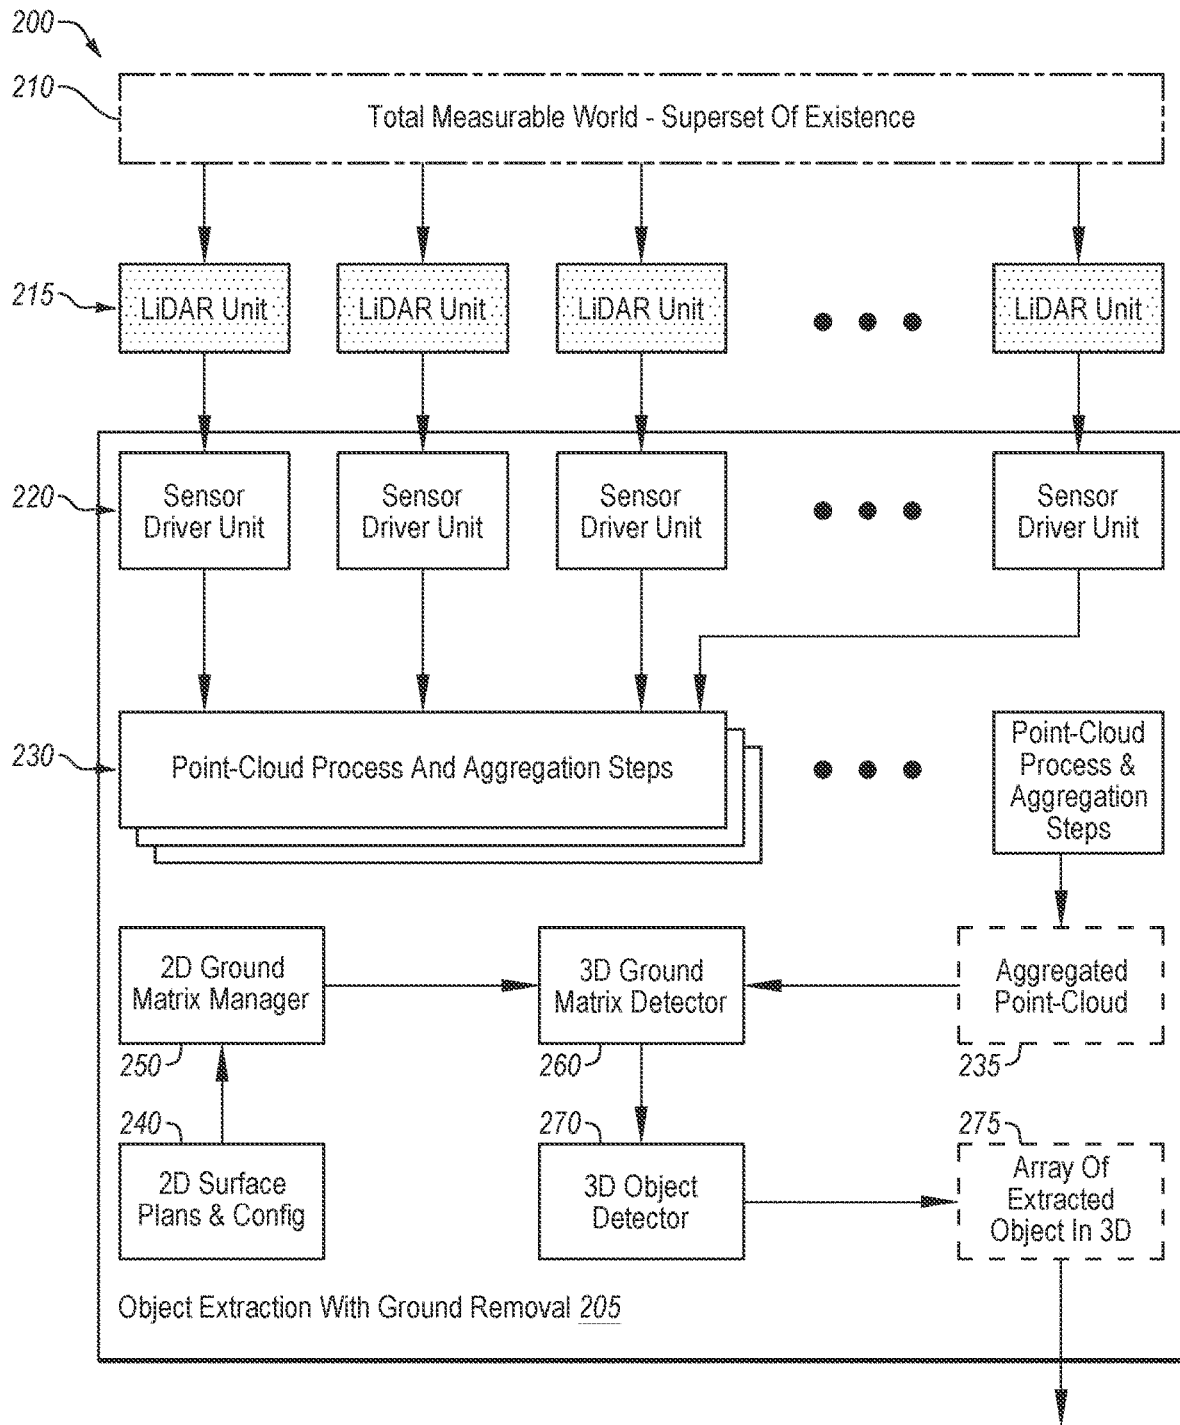 200
210
Total Measurable World - Superset Of Existence
215
LiDAR Unit
LiDAR Unit
LiDAR Unit
LiDAR Unit
220
Sensor
Driver Unit
Sensor
Driver Unit
Sensor
Driver Unit
Sensor
Driver Unit
230
Point-Cloud Process And Aggregation Steps
Point-Cloud
Process &
Aggregation
Steps
2D Ground
Matrix Manager
250
3D Ground
Matrix Detector
260
Aggregated
Point-Cloud
235
240
2D Surface
Plans & Config
270
3D Object
Detector
275
Array Of
Extracted
Object In 3D
Object Extraction With Ground Removal 205